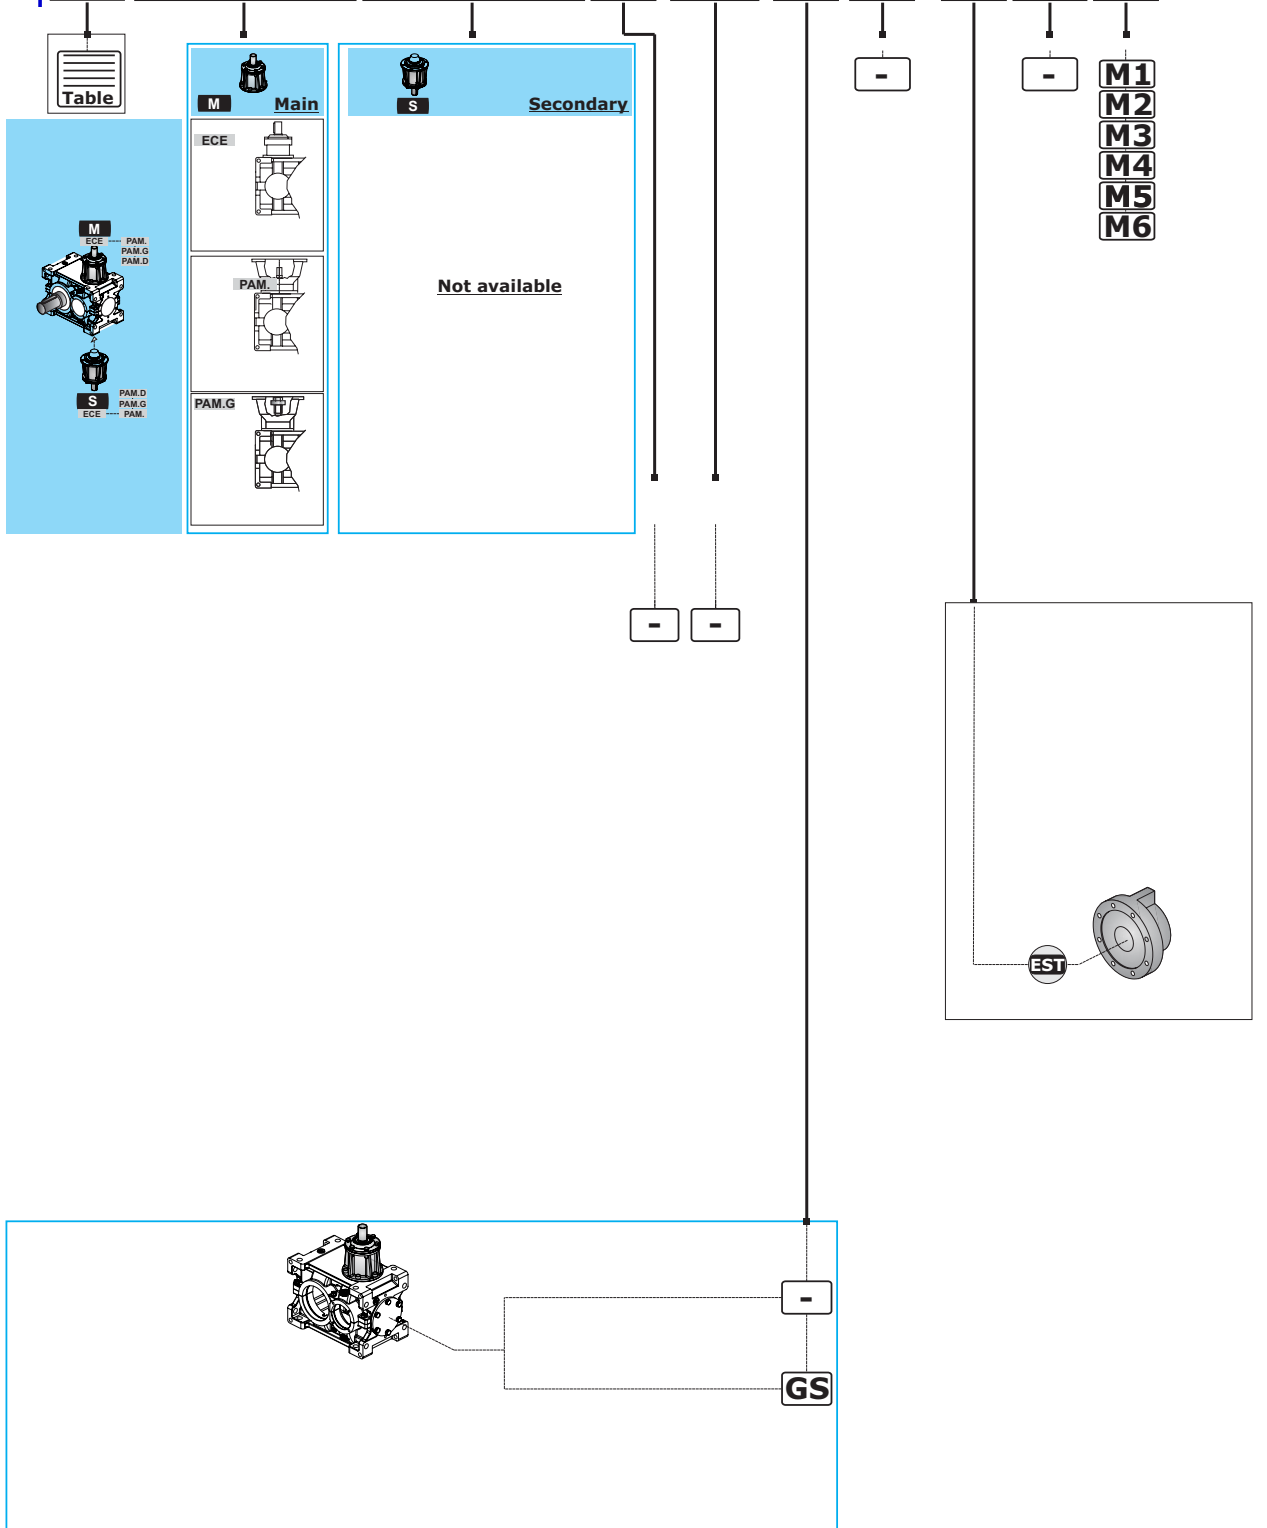 Table
M Main
ECE
PAM.
PAM.G
S Secondary
Not available
M
ECE PAM.
PAM.G
PAM.D
S
PAM.D
PAM.G
ECE PAM.
-
-
M1
M2
M3
M4
M5
M6
-
-
EST
-
GS